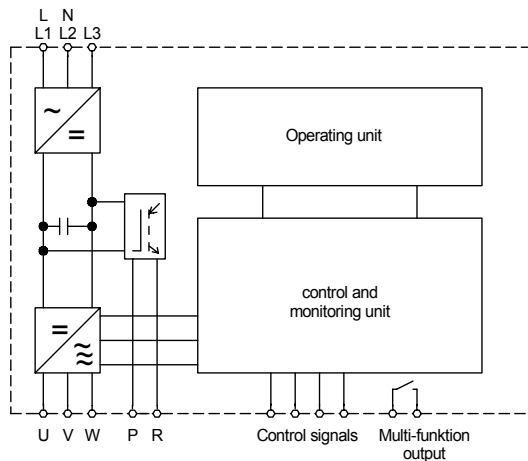 L N
L1 L2 L3
~
=
Operating unit
control and
monitoring unit
=
≈
U V W P R Control signals Multi-funktion
output